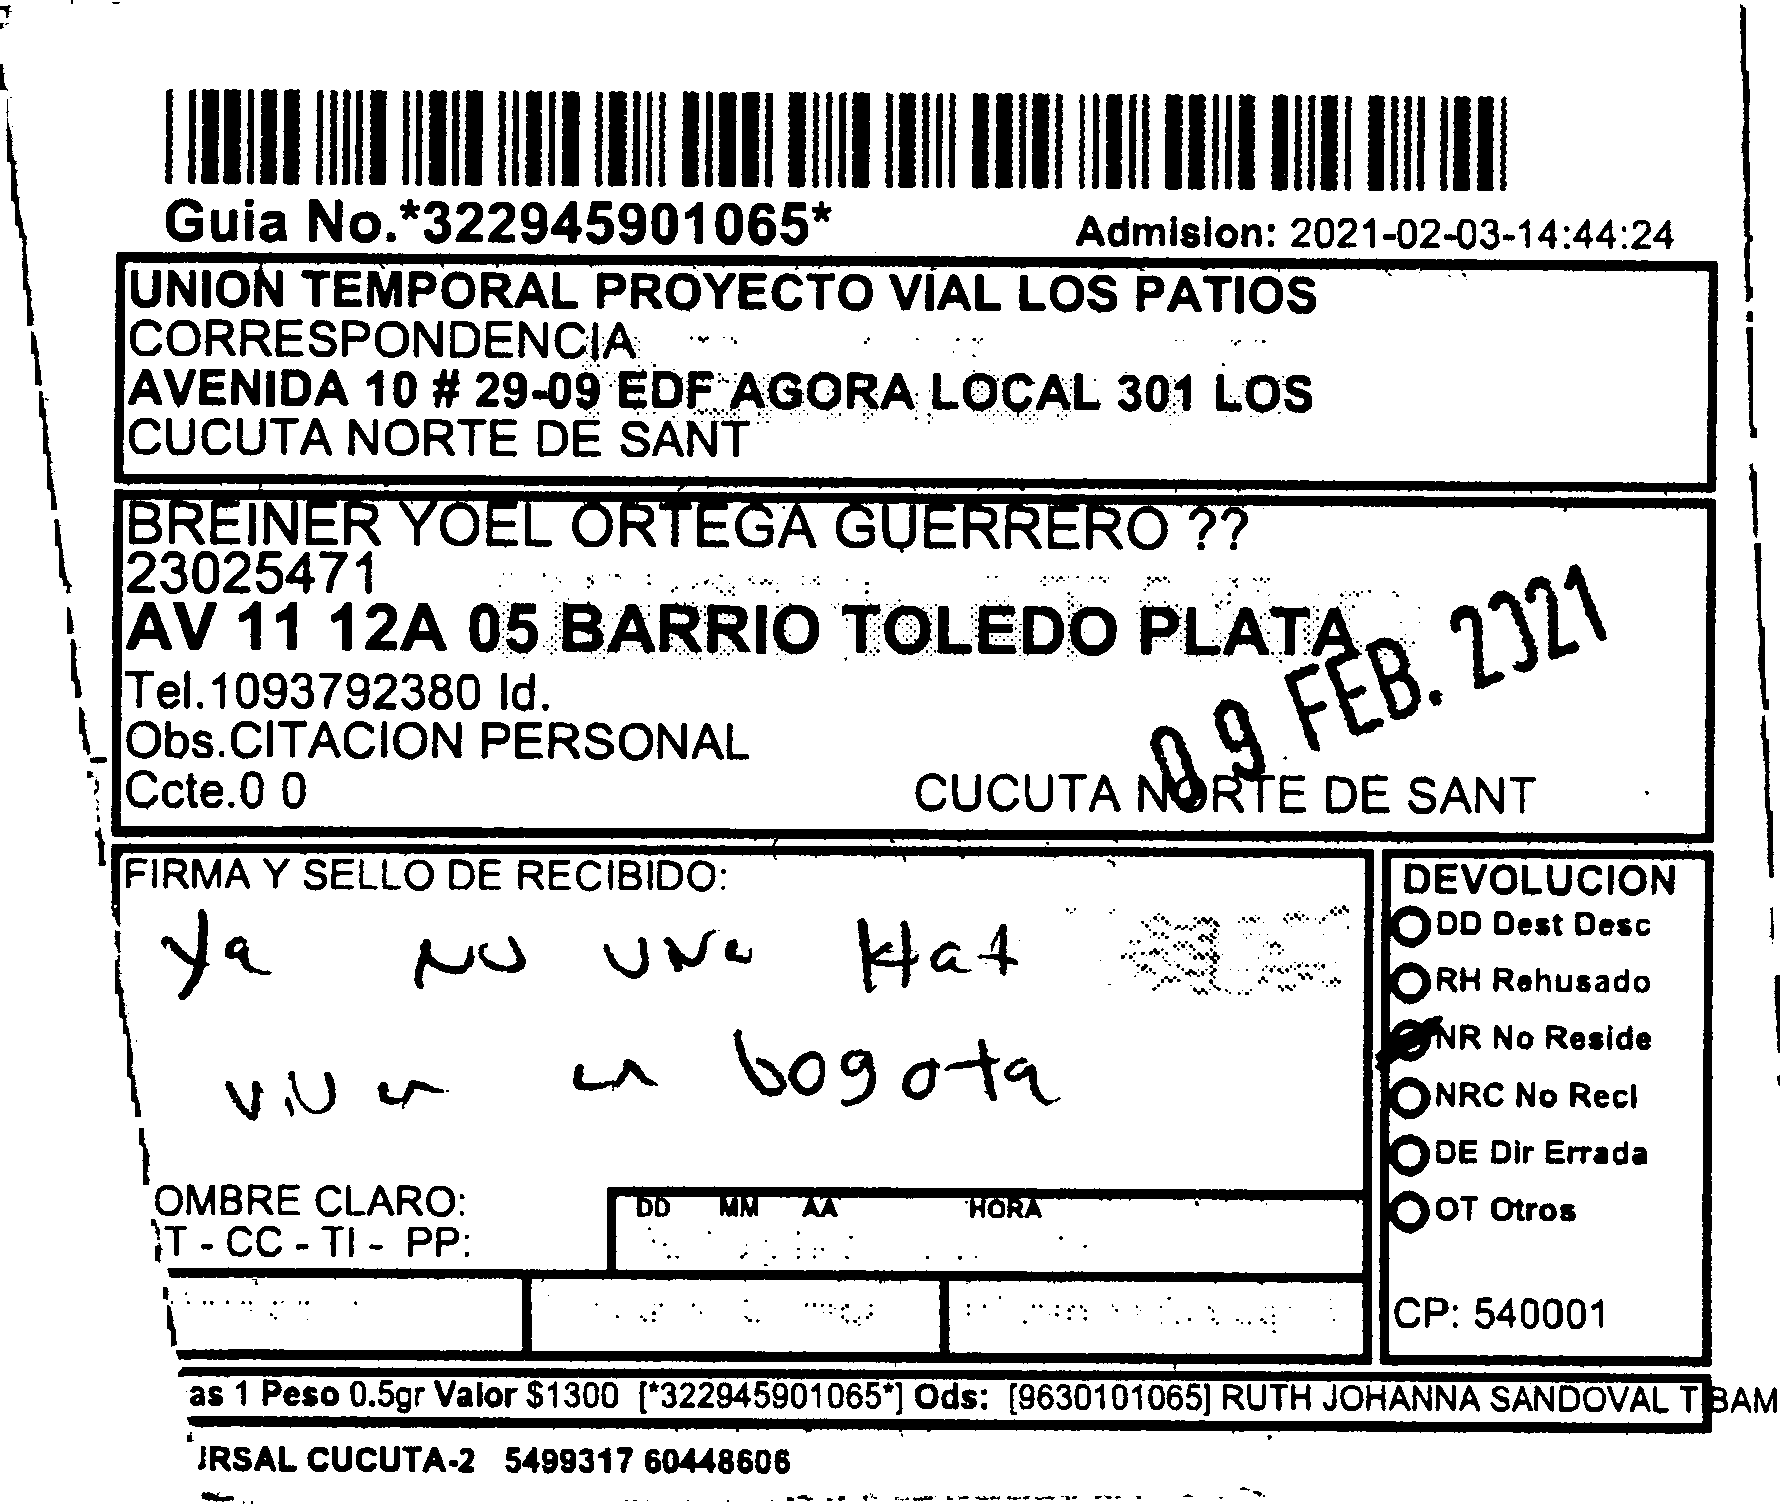 Guia No.*322945901065*
Admision: 2021-02-03-14:44:24
UNION TEMPORAL PROYECTO VIAL LOS PATIOS
CORRESPONDENCIA
AVENIDA 10 # 29-09 EDF AGORA LOCAL 301 LOS
CUCUTA NORTE DE SANT
BREINER YOEL ORTEGA GUERRERO ??
23025471
AV 11 12A 05 BARRIO TOLEDO PLATA
09 FEB. 2021
Tel.1093792380 Id.
Obs.CITACION PERSONAL
Ccte.0 0
CUCUTA NORTE DE SANT
FIRMA Y SELLO DE RECIBIDO:
Ya no vive
viven en bogota
DEVOLUCION
DD Dest Desc
RH Rehusado
NR No Reside
NRC No Recl
DE Dir Errada
OT Otros
OMBRE CLARO:
T - CC - TI - PP:
DD MM AA HORA
CP: 540001
as 1 Peso 0.5gr Valor $1300 [*322945901065*] Ods: [9630101065] RUTH JOHANNA SANDOVAL TIBAM
URSAL CUCUTA-2 5499317 60448606